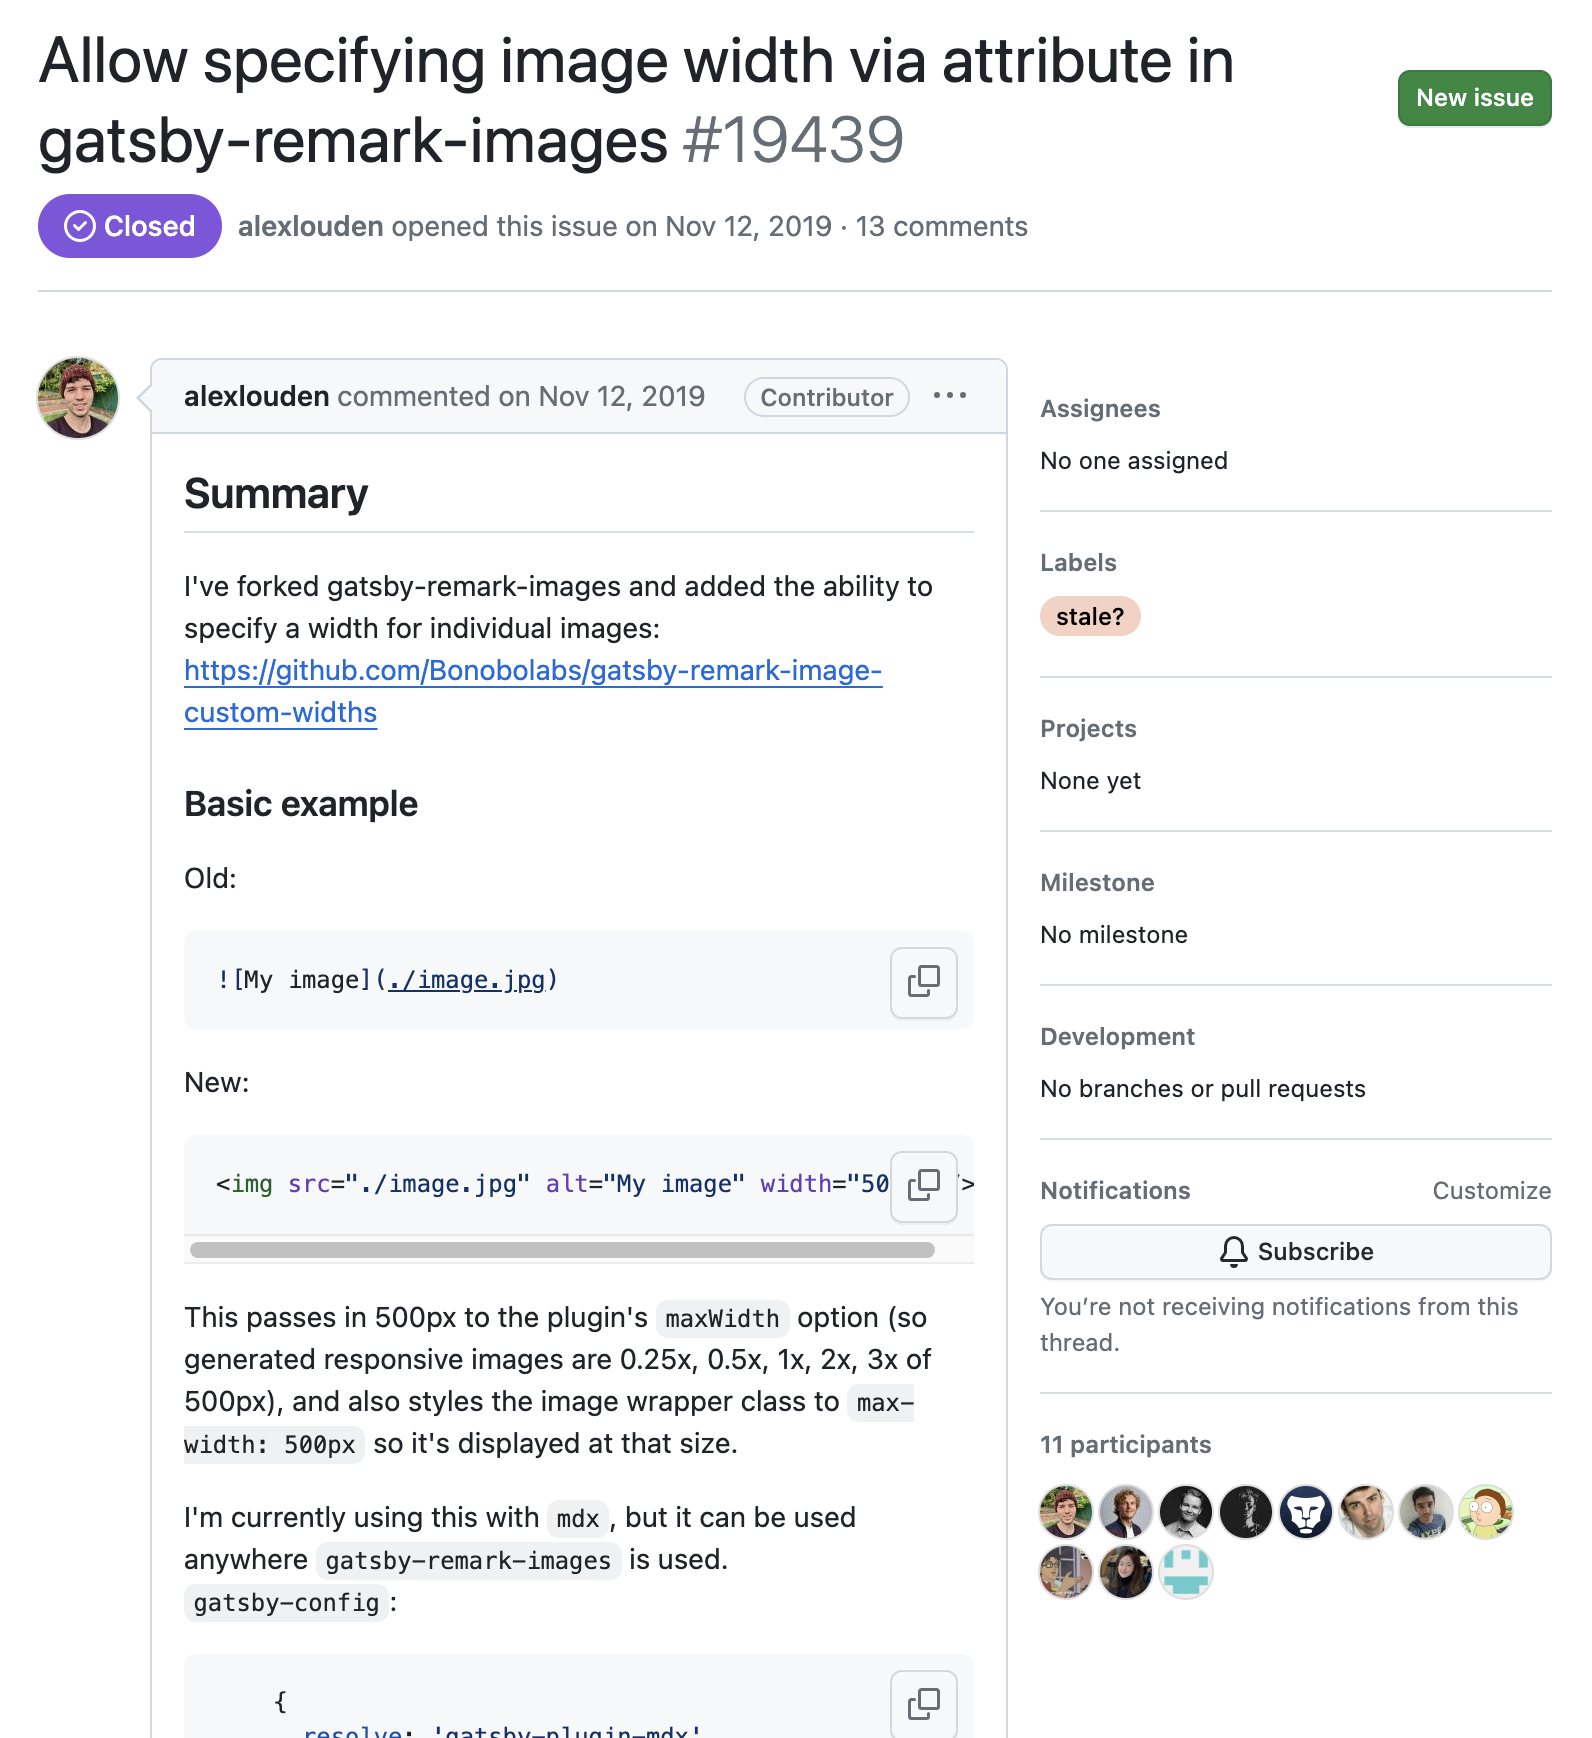 Allow specifying image width via attribute in
gatsby-remark-images #19439
New issue
Closed
alexlouden opened this issue on Nov 12, 2019 · 13 comments
alexlouden commented on Nov 12, 2019
Contributor
Summary
I've forked gatsby-remark-images and added the ability to
specify a width for individual images:
https://github.com/Bonobolabs/gatsby-remark-image-
custom-widths
Basic example
Old:
![My image](./image.jpg)
New:
<img src="./image.jpg" alt="My image" width="50 />
This passes in 500px to the plugin's maxWidth option (so
generated responsive images are 0.25x, 0.5x, 1x, 2x, 3x of
500px), and also styles the image wrapper class to max-
width: 500px so it's displayed at that size.
I'm currently using this with mdx , but it can be used
anywhere gatsby-remark-images is used.
gatsby-config :
{
resolve: 'gatsby-plugin-mdx'
Assignees
No one assigned
Labels
stale?
Projects
None yet
Milestone
No milestone
Development
No branches or pull requests
Notifications
Customize
Subscribe
You’re not receiving notifications from this
thread.
11 participants